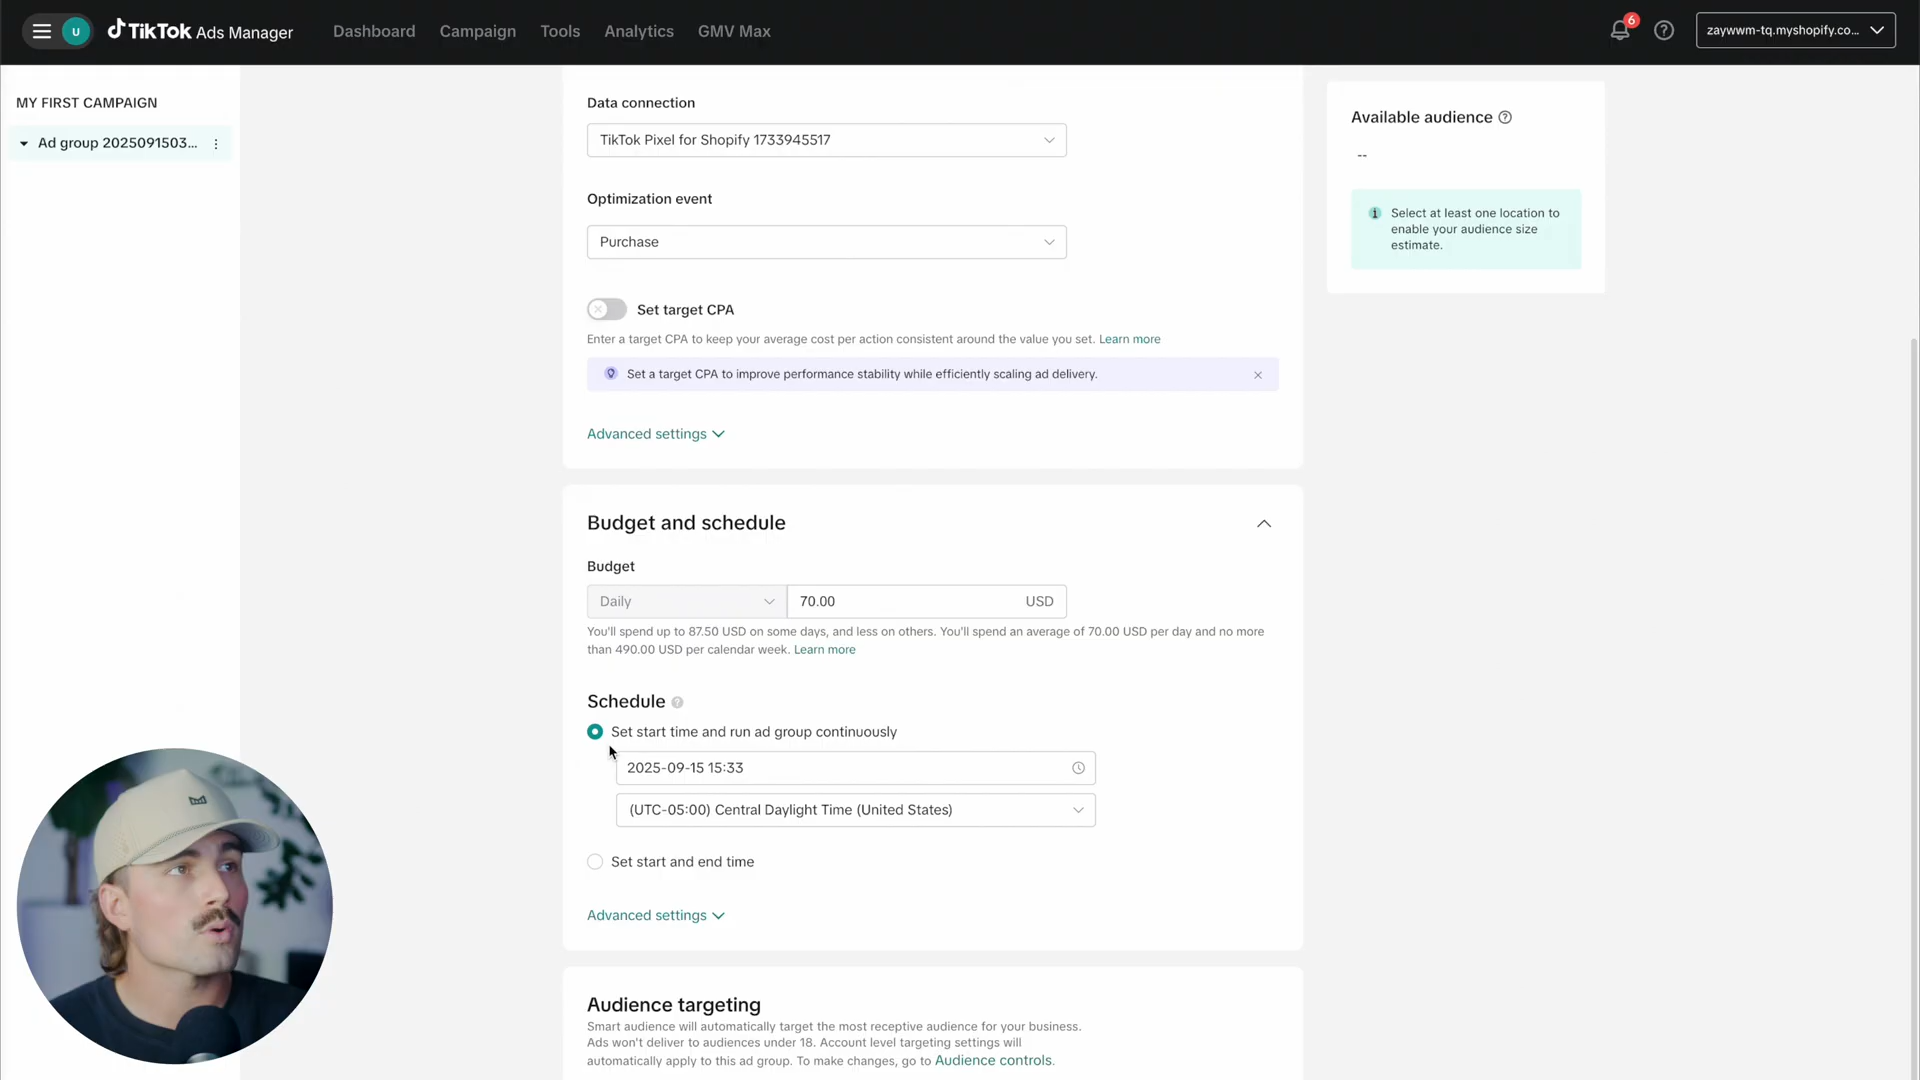 U
TikTok Ads Manager
Dashboard
Campaign
Tools
Analytics
GMV Max
6
zaywwm-tq.myshopify.co...
MY FIRST CAMPAIGN
Ad group 2025091503...
Data connection
TikTok Pixel for Shopify 1733945517
Optimization event
Purchase
Set target CPA
Enter a target CPA to keep your average cost per action consistent around the value you set. Learn more
Set a target CPA to improve performance stability while efficiently scaling ad delivery.
Advanced settings
Available audience
--
Select at least one location to
enable your audience size
estimate.
Budget and schedule
Budget
Daily
70.00
USD
You'll spend up to 87.50 USD on some days, and less on others. You'll spend an average of 70.00 USD per day and no more
than 490.00 USD per calendar week. Learn more
Schedule
Set start time and run ad group continuously
2025-09-15 15:33
(UTC-05:00) Central Daylight Time (United States)
Set start and end time
Advanced settings
Audience targeting
Smart audience will automatically target the most receptive audience for your business.
Ads won't deliver to audiences under 18. Account level targeting settings will
automatically apply to this ad group. To make changes, go to Audience controls.